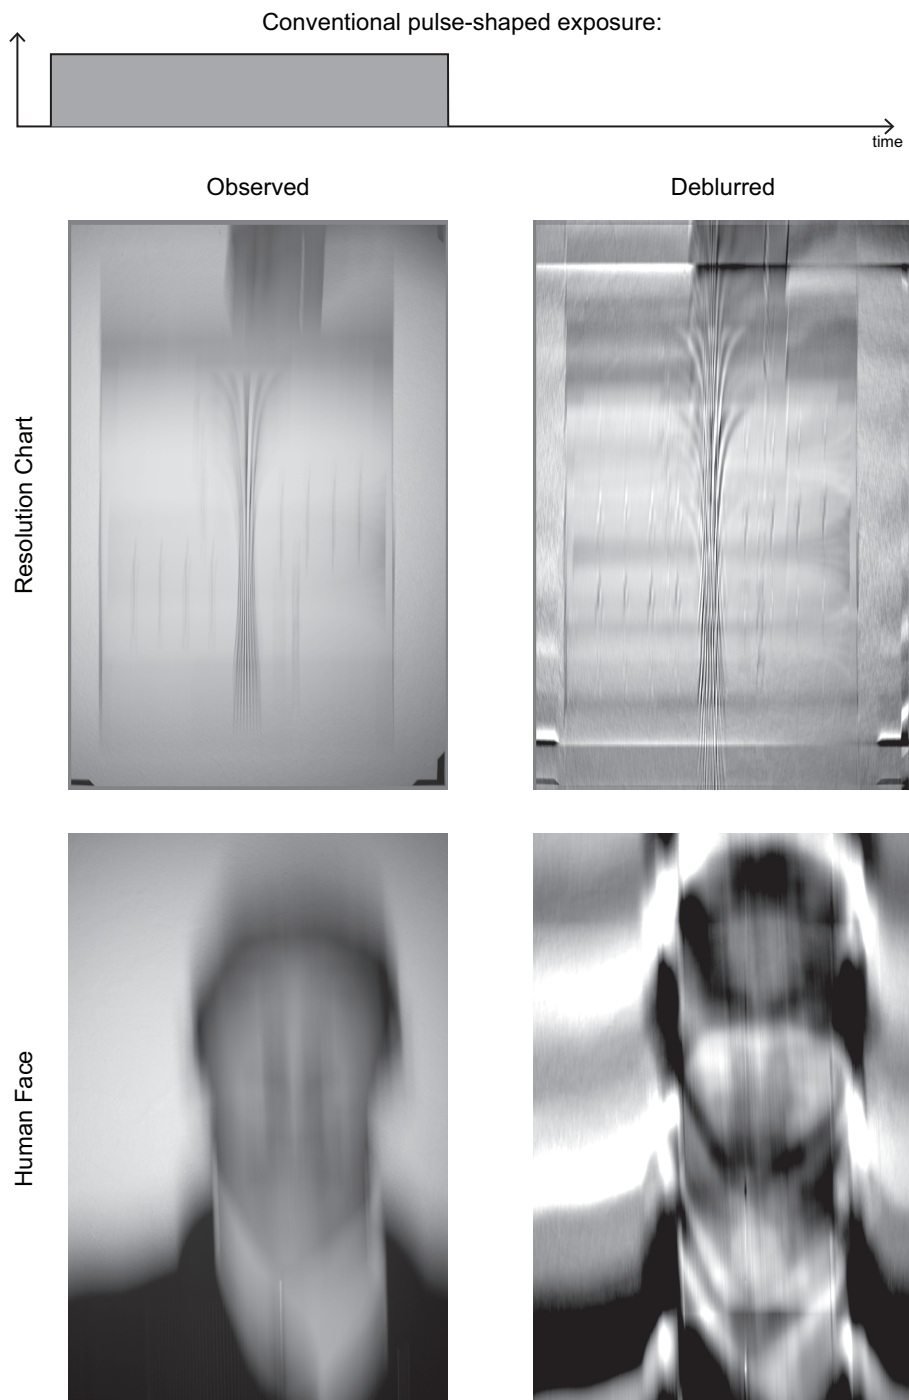 Conventional pulse-shaped exposure:
time
Observed
Deblurred
Resolution Chart
Human Face